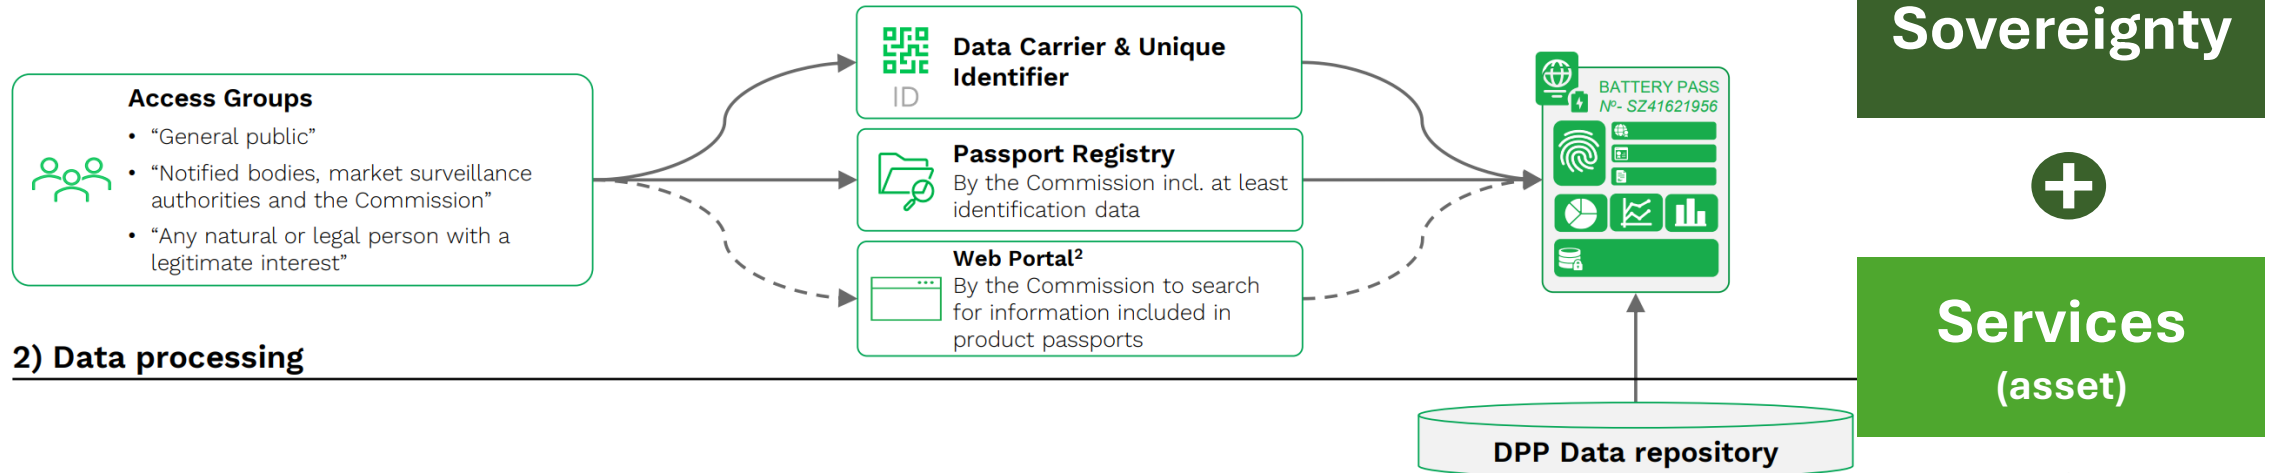 Access Groups
• “General public”
• “Notified bodies, market surveillance
authorities and the Commission”
• “Any natural or legal person with a
legitimate interest”
ID
Data Carrier & Unique
Identifier
Passport Registry
By the Commission incl. at least
identification data
Web Portal²
By the Commission to search
for information included in
product passports
BATTERY PASS
Nº- SZ41621956
Sovereignty
Services
(asset)
2) Data processing
DPP Data repository